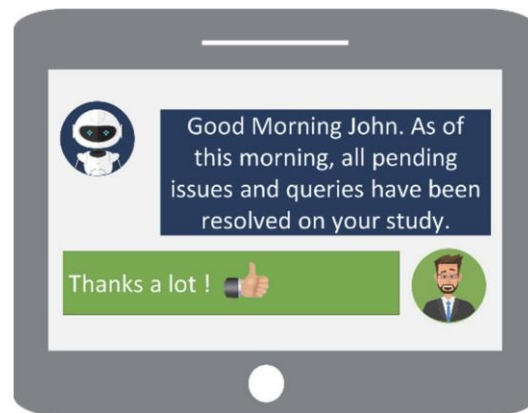 Good Morning John. As of
this morning, all pending
issues and queries have been
resolved on your study.
Thanks a lot !